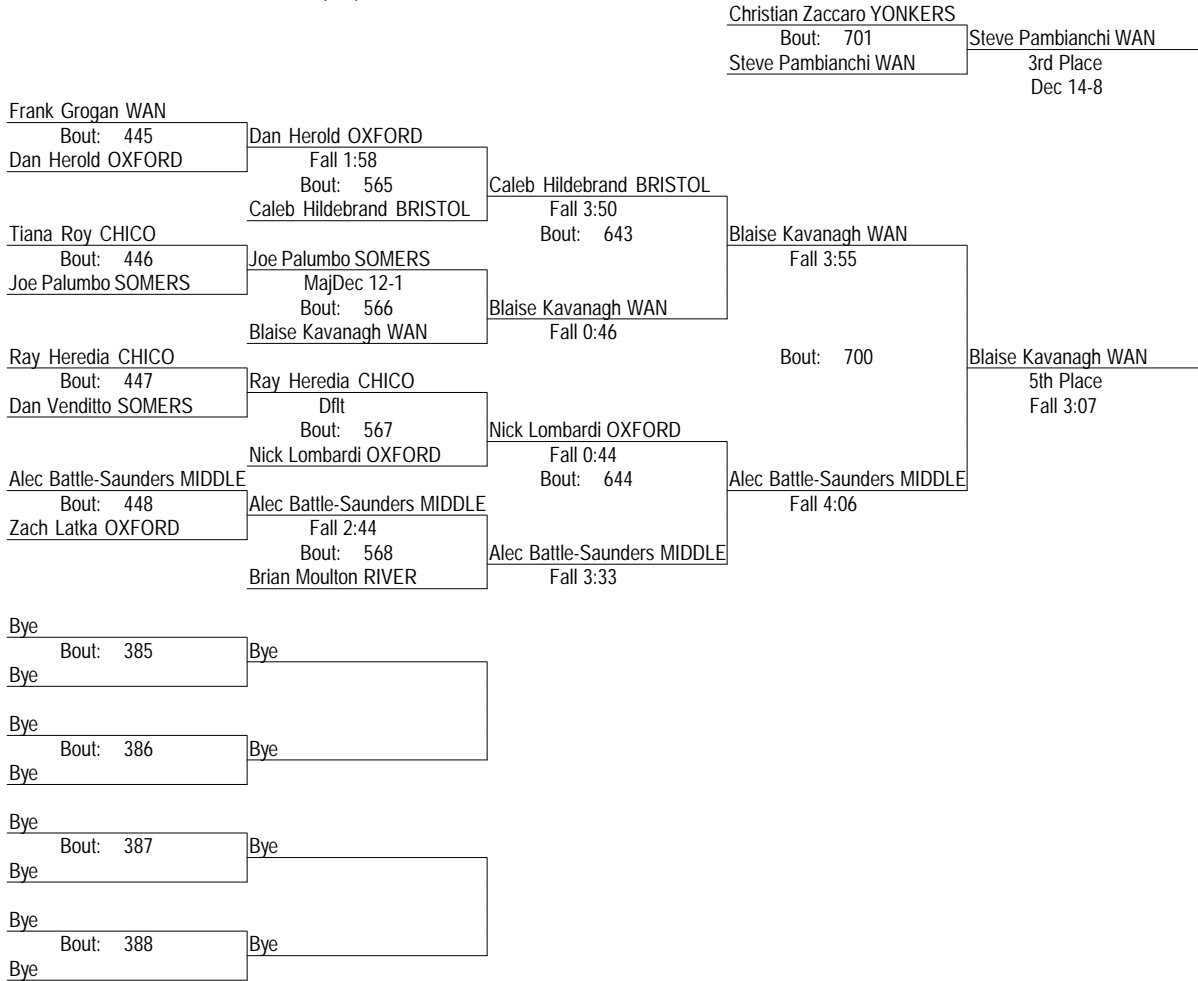 Christian Zaccaro YONKERS
Bout: 701
Steve Pambianchi WAN
Steve Pambianchi WAN
3rd Place
Dec 14-8
Frank Grogan WAN
Bout: 445
Dan Herold OXFORD
Dan Herold OXFORD
Fall 1:58
Bout: 565
Caleb Hildebrand BRISTOL
Caleb Hildebrand BRISTOL
Fall 3:50
Bout: 643
Tiana Roy CHICO
Bout: 446
Joe Palumbo SOMERS
Joe Palumbo SOMERS
MajDec 12-1
Bout: 566
Blaise Kavanagh WAN
Blaise Kavanagh WAN
Fall 0:46
Blaise Kavanagh WAN
Fall 3:55
Bout: 700
Blaise Kavanagh WAN
5th Place
Fall 3:07
Ray Heredia CHICO
Bout: 447
Dan Venditto SOMERS
Ray Heredia CHICO
Dflt
Bout: 567
Nick Lombardi OXFORD
Nick Lombardi OXFORD
Fall 0:44
Bout: 644
Alec Battle-Saunders MIDDLE
Bout: 448
Zach Latka OXFORD
Alec Battle-Saunders MIDDLE
Fall 2:44
Bout: 568
Brian Moulton RIVER
Alec Battle-Saunders MIDDLE
Fall 3:33
Alec Battle-Saunders MIDDLE
Fall 4:06
Bye
Bout: 385
Bye
Bye
Bye
Bout: 386
Bye
Bye
Bye
Bout: 387
Bye
Bye
Bye
Bout: 388
Bye
Bye